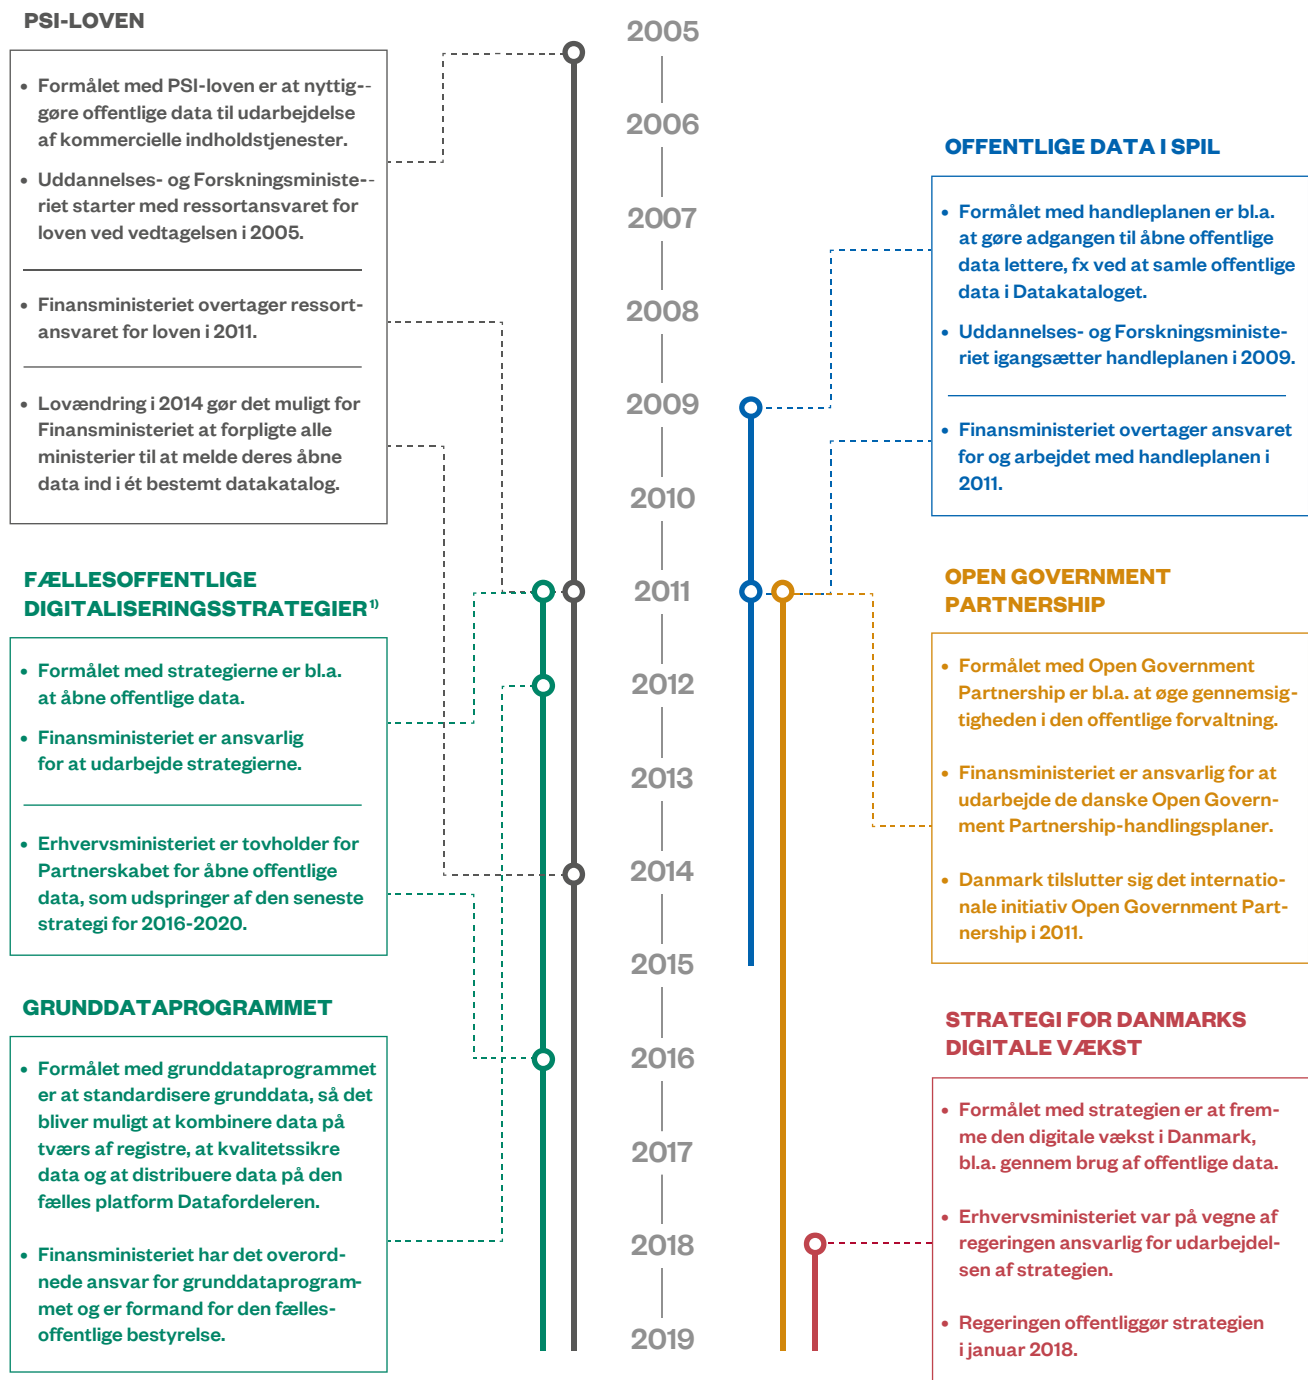 PSI-LOVEN
• Formålet med PSI-loven er at nyttig--
gøre offentlige data til udarbejdelse
af kommercielle indholdstjenester.
• Uddannelses- og Forskningsministe--
riet starter med ressortansvaret for
loven ved vedtagelsen i 2005.
• Finansministeriet overtager ressort-
ansvaret for loven i 2011.
• Lovændring i 2014 gør det muligt for
Finansministeriet at forpligte alle
ministerier til at melde deres åbne
data ind i ét bestemt datakatalog.
FÆLLESOFFENTLIGE
DIGITALISERINGSSTRATEGIER¹⁾
• Formålet med strategierne er bl.a.
at åbne offentlige data.
• Finansministeriet er ansvarlig
for at udarbejde strategierne.
• Erhvervsministeriet er tovholder for
Partnerskabet for åbne offentlige
data, som udspringer af den seneste
strategi for 2016-2020.
GRUNDDATAPROGRAMMET
• Formålet med grunddataprogrammet
er at standardisere grunddata, så det
bliver muligt at kombinere data på
tværs af registre, at kvalitetssikre
data og at distribuere data på den
fælles platform Datafordeleren.
• Finansministeriet har det overord-
nede ansvar for grunddataprogram-
met og er formand for den fælles-
offentlige bestyrelse.
2005
2006
2007
2008
2009
2010
2011
2012
2013
2014
2015
2016
2017
2018
2019
OFFENTLIGE DATA I SPIL
• Formålet med handleplanen er bl.a.
at gøre adgangen til åbne offentlige
data lettere, fx ved at samle offentlige
data i Datakataloget.
• Uddannelses- og Forskningsministe-
riet igangsætter handleplanen i 2009.
• Finansministeriet overtager ansvaret
for og arbejdet med handleplanen i
2011.
OPEN GOVERNMENT
PARTNERSHIP
• Formålet med Open Government
Partnership er bl.a. at øge gennemsig-
tigheden i den offentlige forvaltning.
• Finansministeriet er ansvarlig for at
udarbejde de danske Open Govern-
ment Partnership-handlingsplaner.
• Danmark tilslutter sig det internatio-
nale initiativ Open Government Part-
nership i 2011.
STRATEGI FOR DANMARKS
DIGITALE VÆKST
• Formålet med strategien er at frem-
me den digitale vækst i Danmark,
bl.a. gennem brug af offentlige data.
• Erhvervsministeriet var på vegne af
regeringen ansvarlig for udarbejdel-
sen af strategien.
• Regeringen offentliggør strategien
i januar 2018.